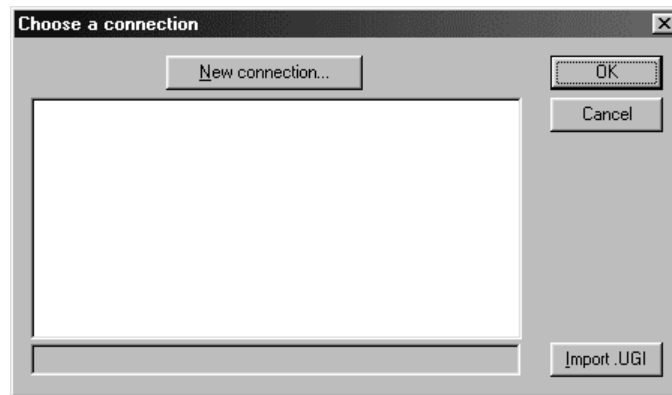 Choose a connection
New connection...
OK
Cancel
Import .UGI